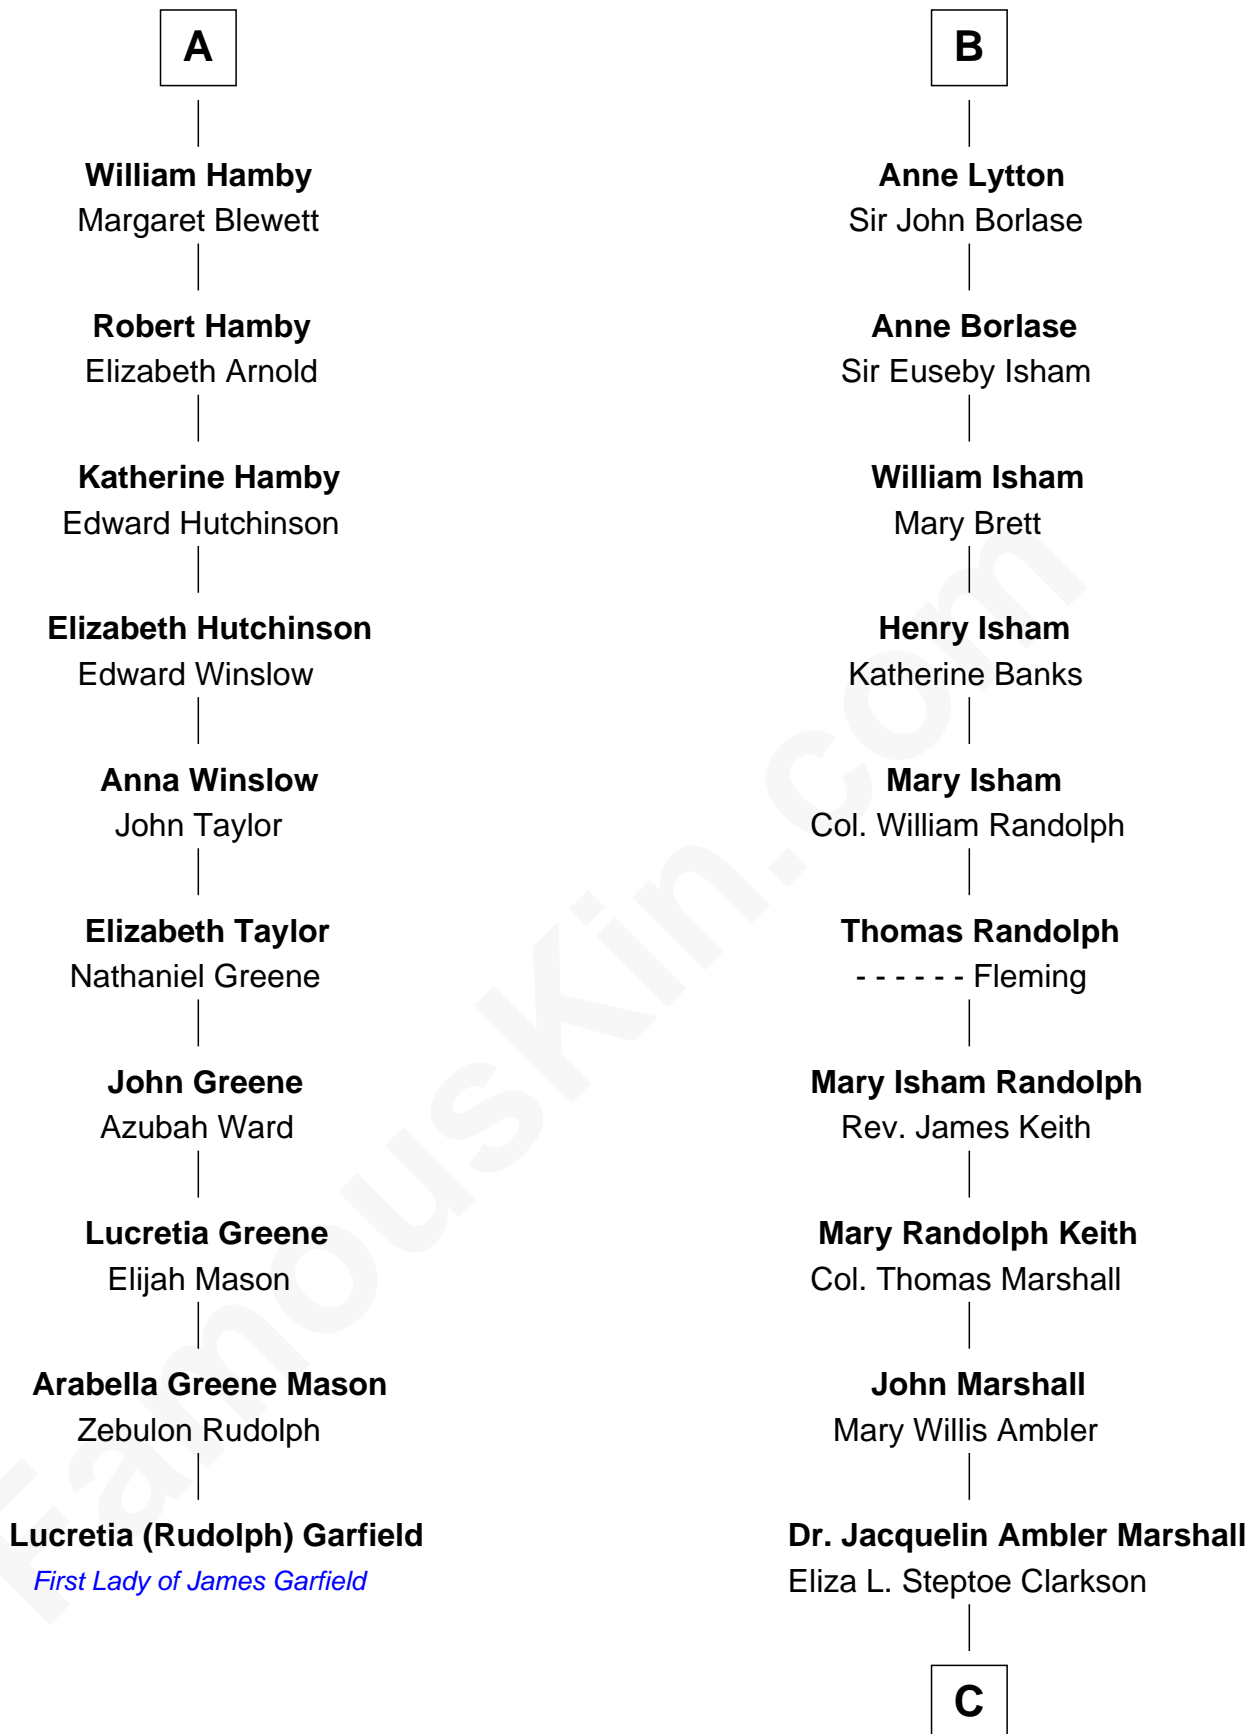 A
William Hamby
Margaret Blewett
Robert Hamby
Elizabeth Arnold
Katherine Hamby
Edward Hutchinson
Elizabeth Hutchinson
Edward Winslow
Anna Winslow
John Taylor
Elizabeth Taylor
Nathaniel Greene
John Greene
Azubah Ward
Lucretia Greene
Elijah Mason
Arabella Greene Mason
Zebulon Rudolph
Lucretia (Rudolph) Garfield
First Lady of James Garfield
B
Anne Lytton
Sir John Borlase
Anne Borlase
Sir Euseby Isham
William Isham
Mary Brett
Henry Isham
Katherine Banks
Mary Isham
Col. William Randolph
Thomas Randolph
- - - - - - Fleming
Mary Isham Randolph
Rev. James Keith
Mary Randolph Keith
Col. Thomas Marshall
John Marshall
Mary Willis Ambler
Dr. Jacquelin Ambler Marshall
Eliza L. Steptoe Clarkson
C
FamousKin.com